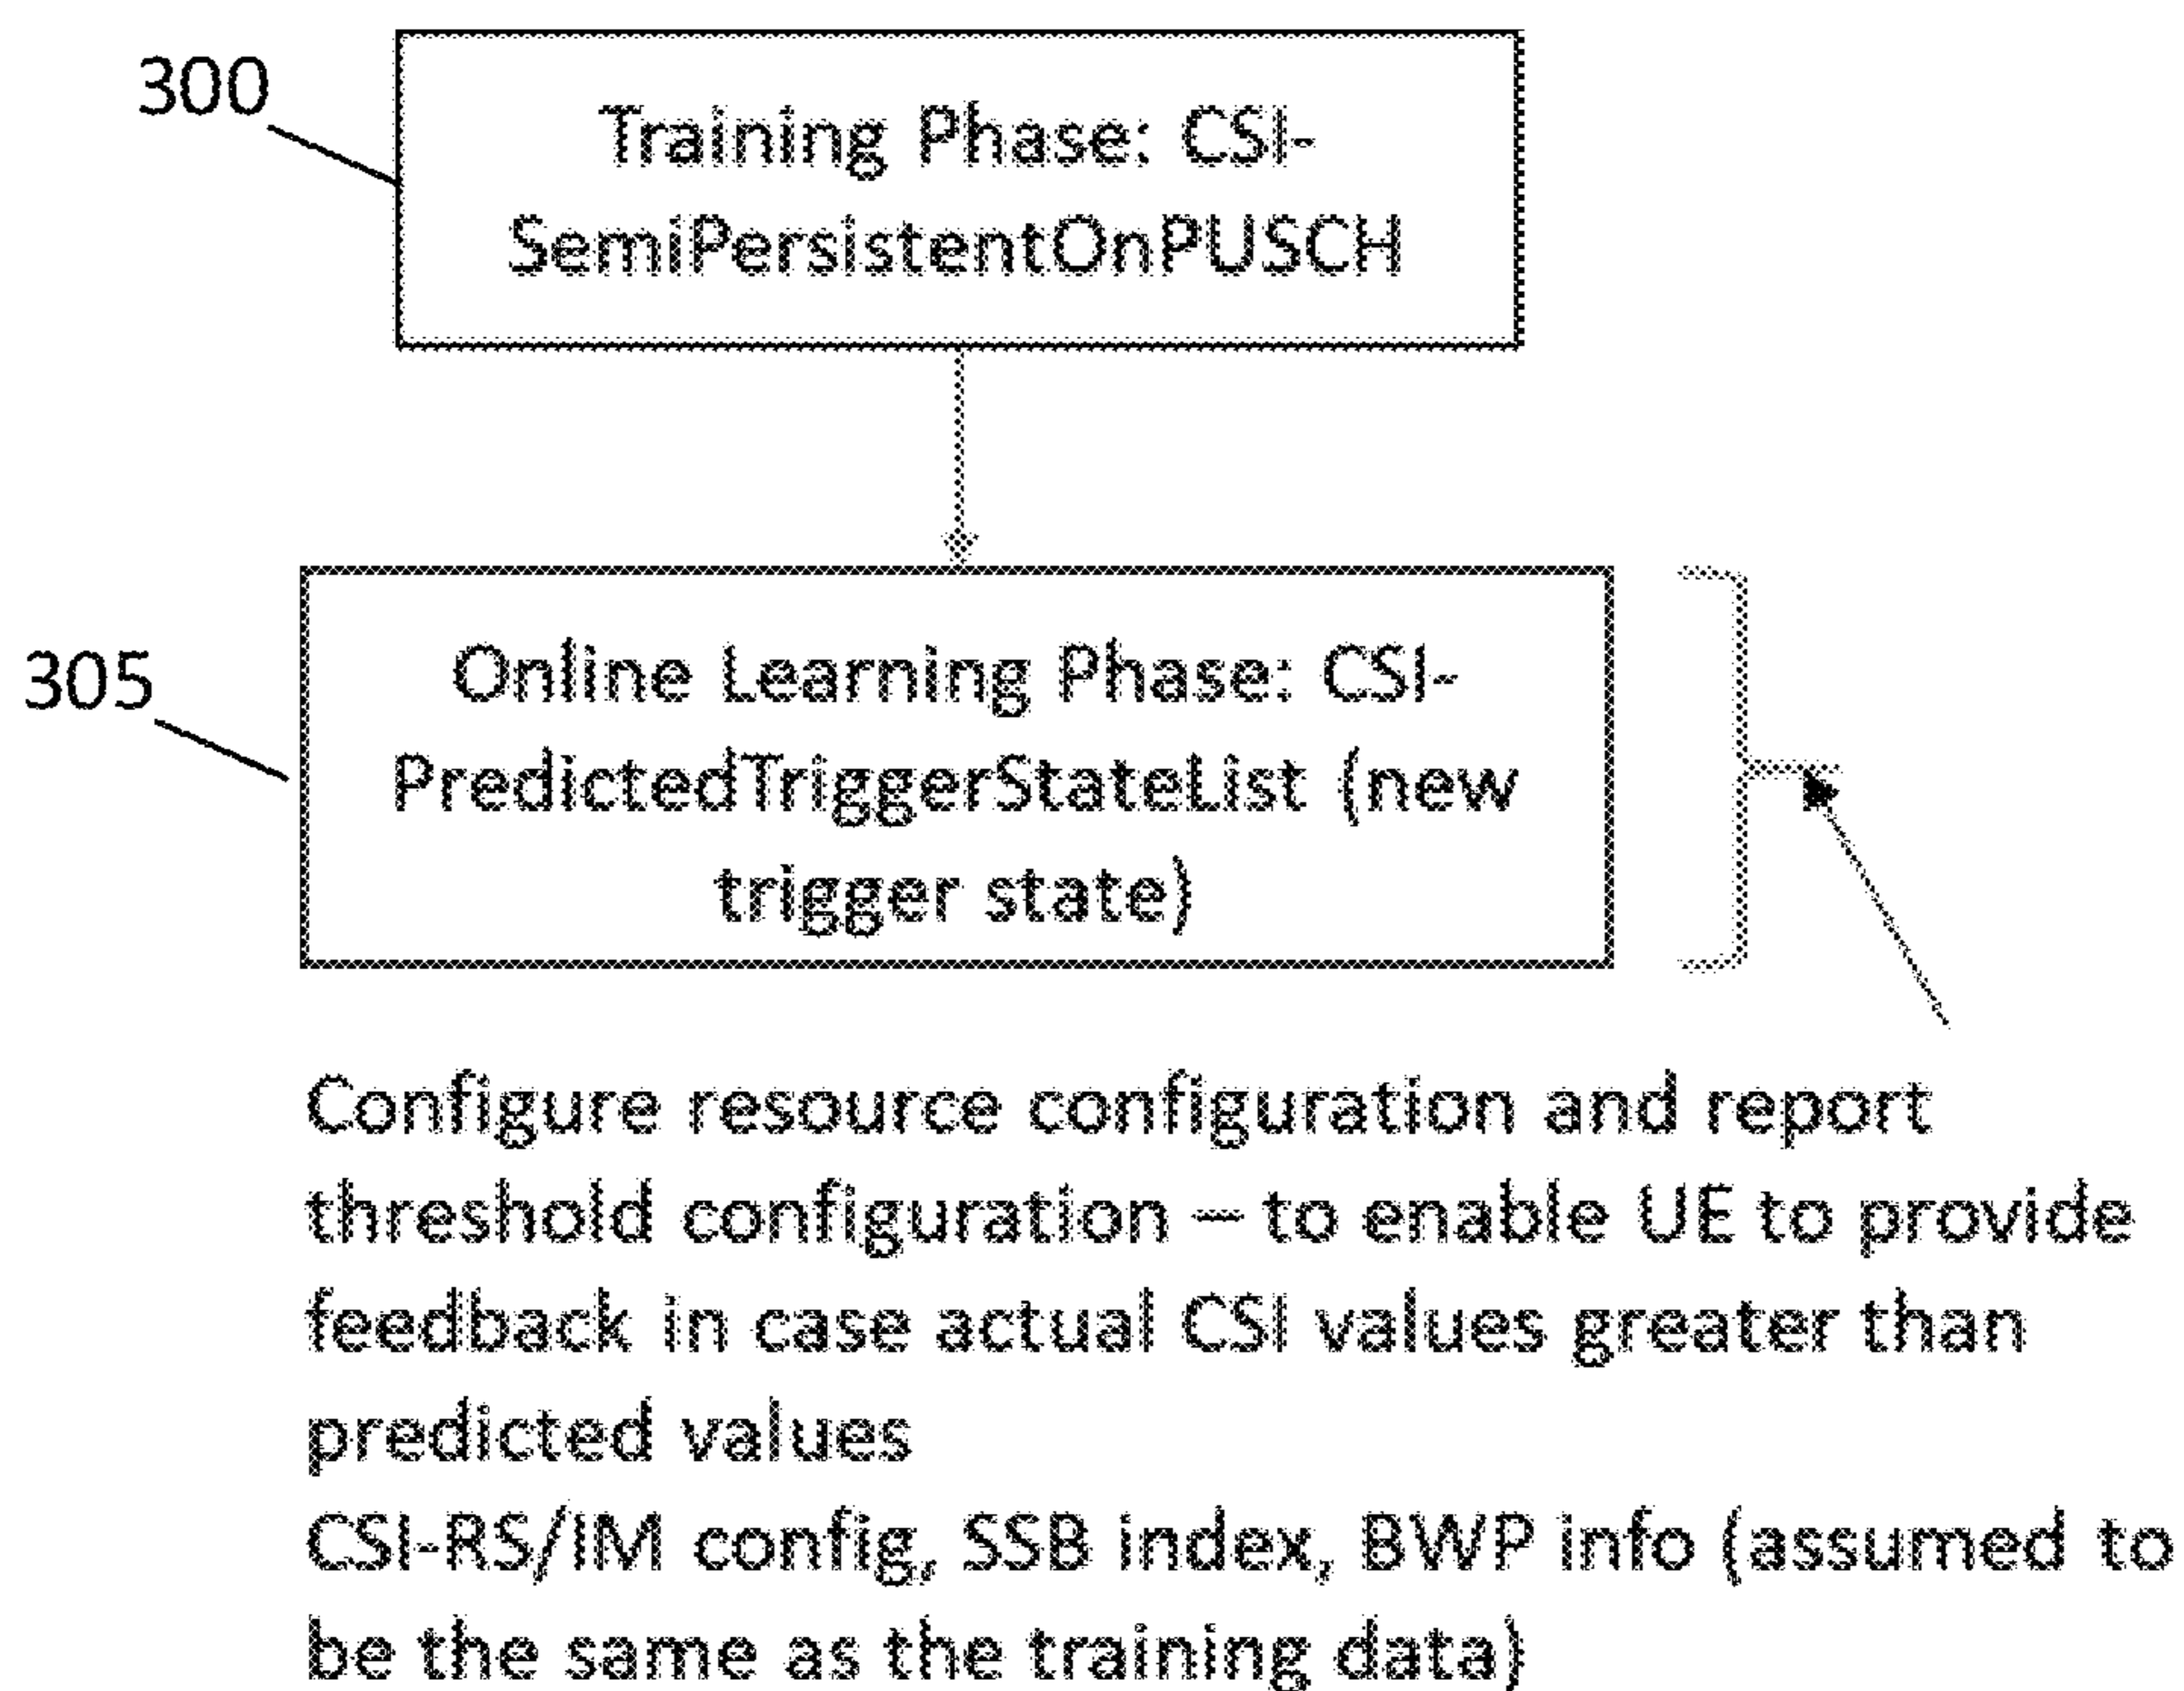 300
Training Phase: CSI-
SemiPersistentOnPUSCH
305
Online Learning Phase: CSI-
PredictedTriggerStateList (new
trigger state)
Configure resource configuration and report
threshold configuration – to enable UE to provide
feedback in case actual CSI values greater than
predicted values
CSI-RS/IM config, SSB index, BWP info (assumed to
be the same as the training data)